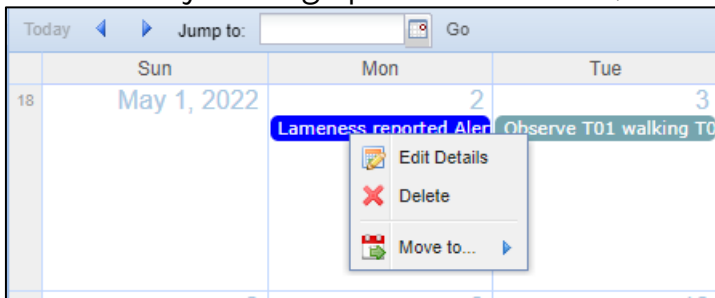 Today Jump to: Go
Sun Mon Tue
18 May 1, 2022 2 3
Lameness reported Aler Observe T01 walking T0
Edit Details
Delete
Move to...